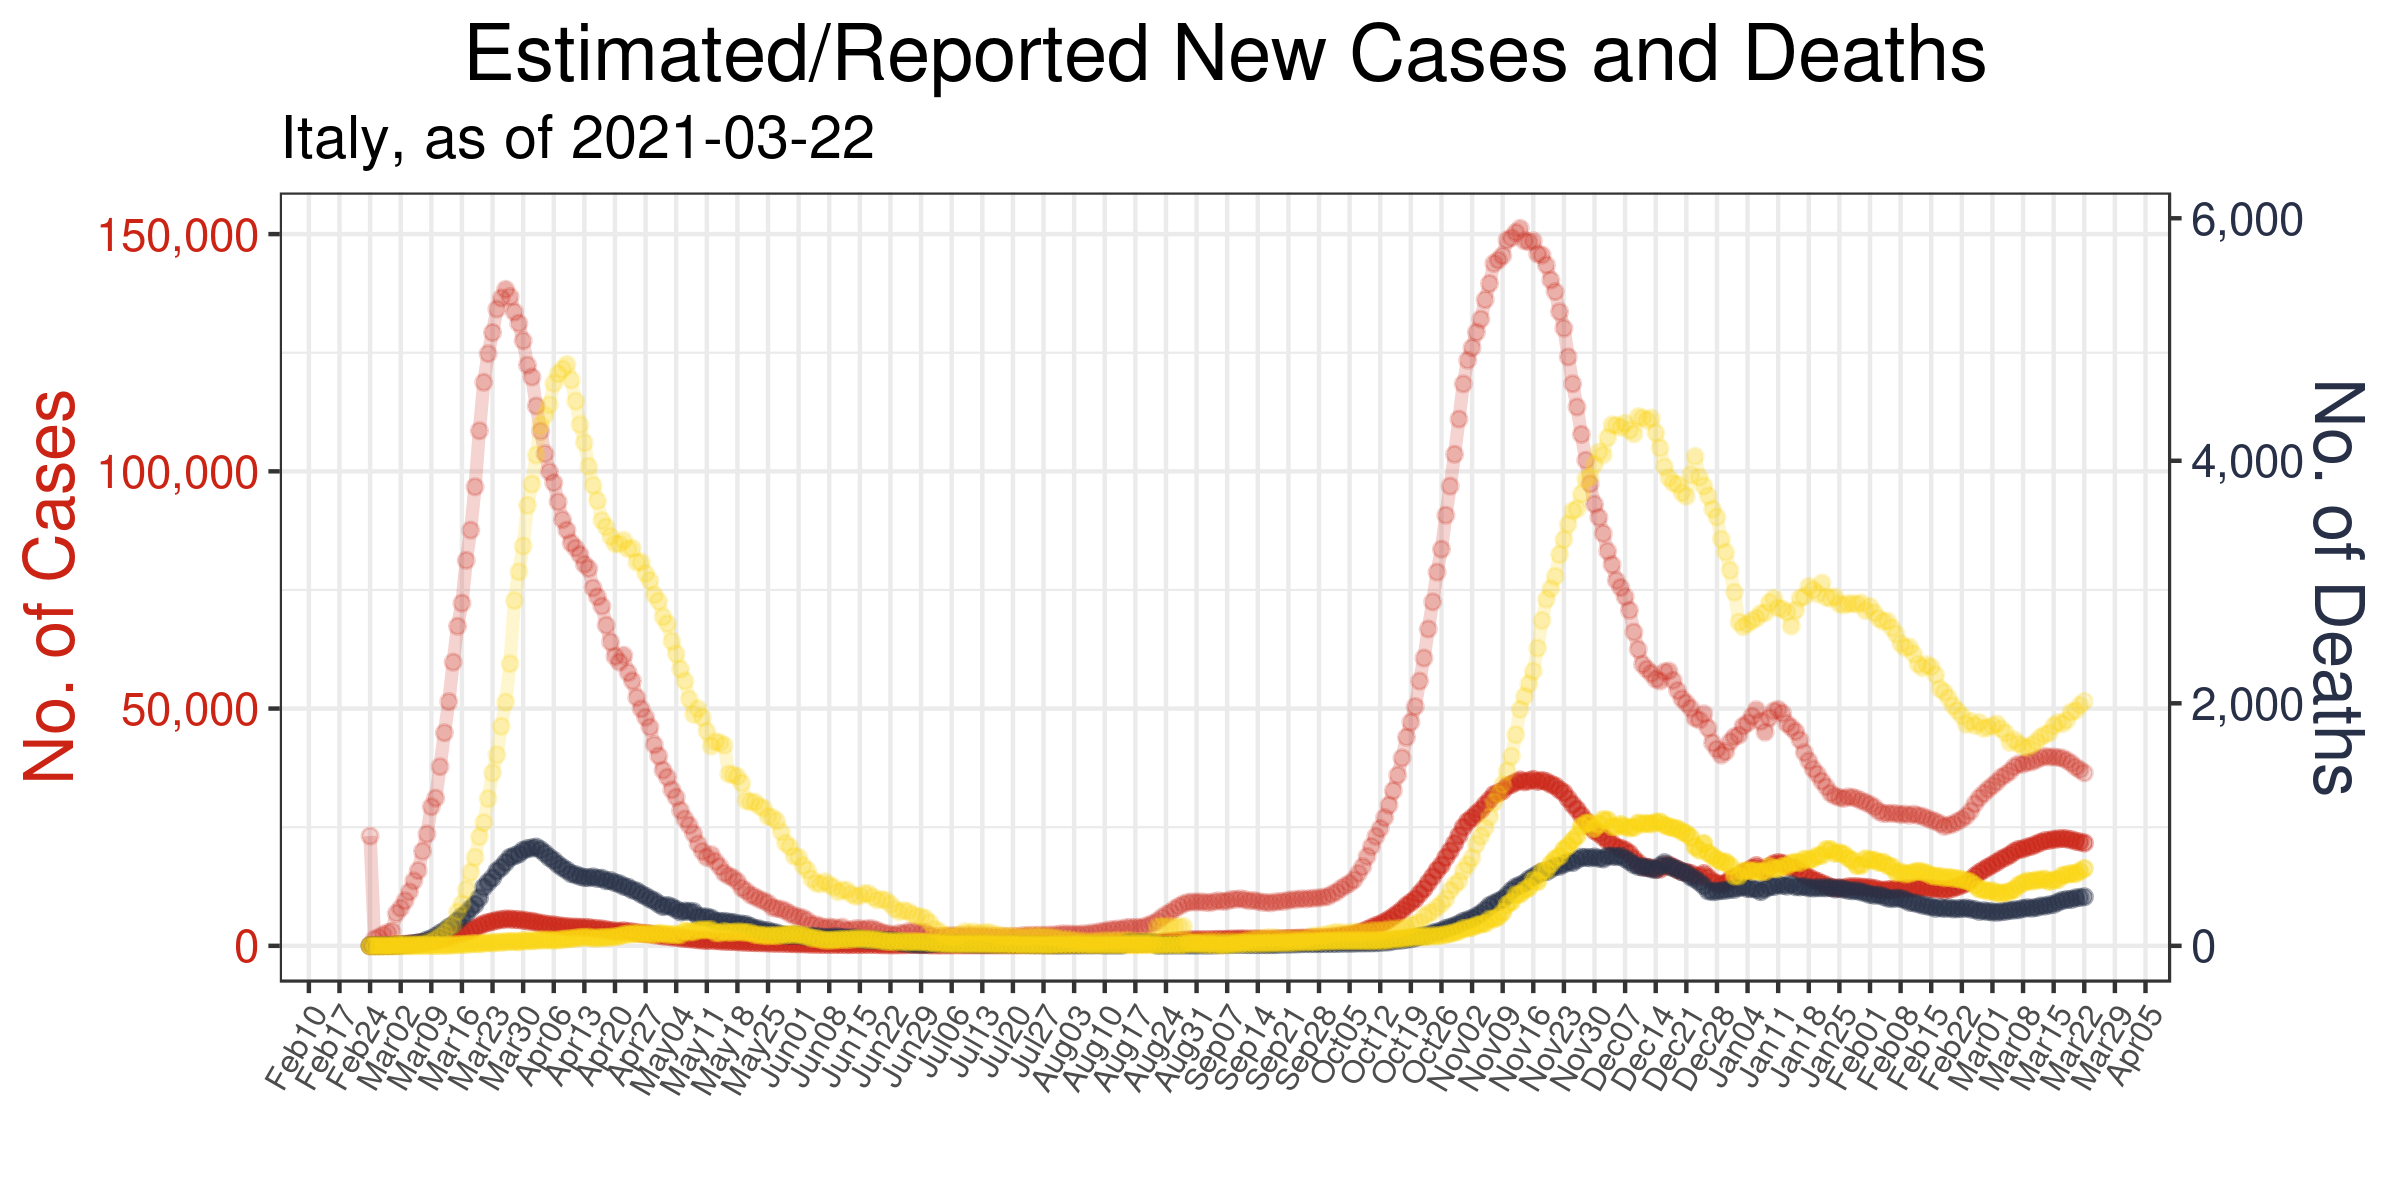 Estimated/Reported New Cases and Deaths
Italy, as of 2021-03-22
No. of Cases
150,000
100,000
50,000
0
6,000
4,000
2,000
0
No. of Deaths
Feb10
Feb17
Feb24
Mar02
Mar09
Mar16
Mar23
Mar30
Apr06
Apr13
Apr20
Apr27
May04
May11
May18
May25
Jun01
Jun08
Jun15
Jun22
Jun29
Jul06
Jul13
Jul20
Jul27
Aug03
Aug10
Aug17
Aug24
Aug31
Sep07
Sep14
Sep21
Sep28
Oct05
Oct12
Oct19
Oct26
Nov02
Nov09
Nov16
Nov23
Nov30
Dec07
Dec14
Dec21
Dec28
Jan04
Jan11
Jan18
Jan25
Feb01
Feb08
Feb15
Feb22
Mar01
Mar08
Mar15
Mar22
Mar29
Apr05